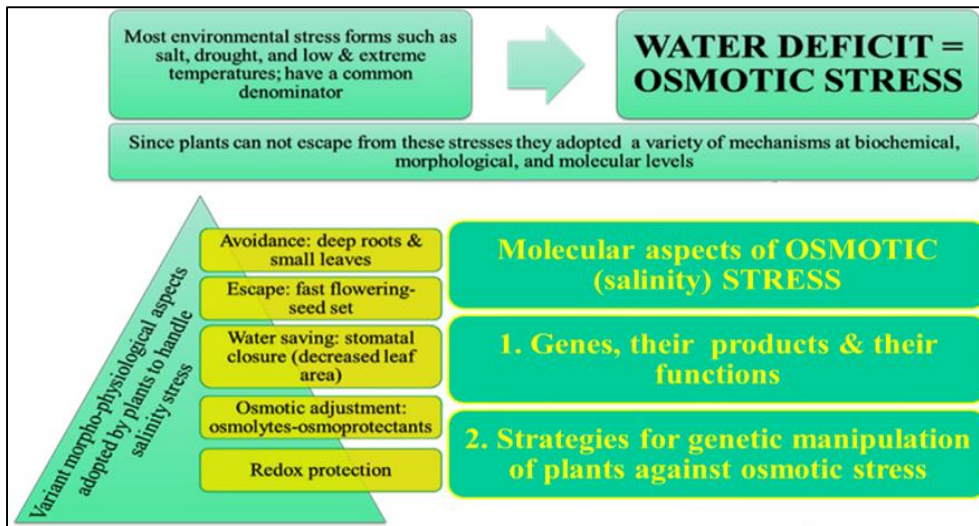 Most environmental stress forms such as
salt, drought, and low & extreme
temperatures; have a common
denominator
WATER DEFICIT =
OSMOTIC STRESS
Since plants can not escape from these stresses they adopted a variety of mechanisms at biochemical,
morphological, and molecular levels
Variant morpho-physiological aspects
adopted by plants to handle
salinity stress
Avoidance: deep roots &
small leaves
Escape: fast flowering-
seed set
Water saving: stomatal
closure (decreased leaf
area)
Osmotic adjustment:
osmolytes-osmoprotectants
Redox protection
Molecular aspects of OSMOTIC
(salinity) STRESS
1. Genes, their products & their
functions
2. Strategies for genetic manipulation
of plants against osmotic stress